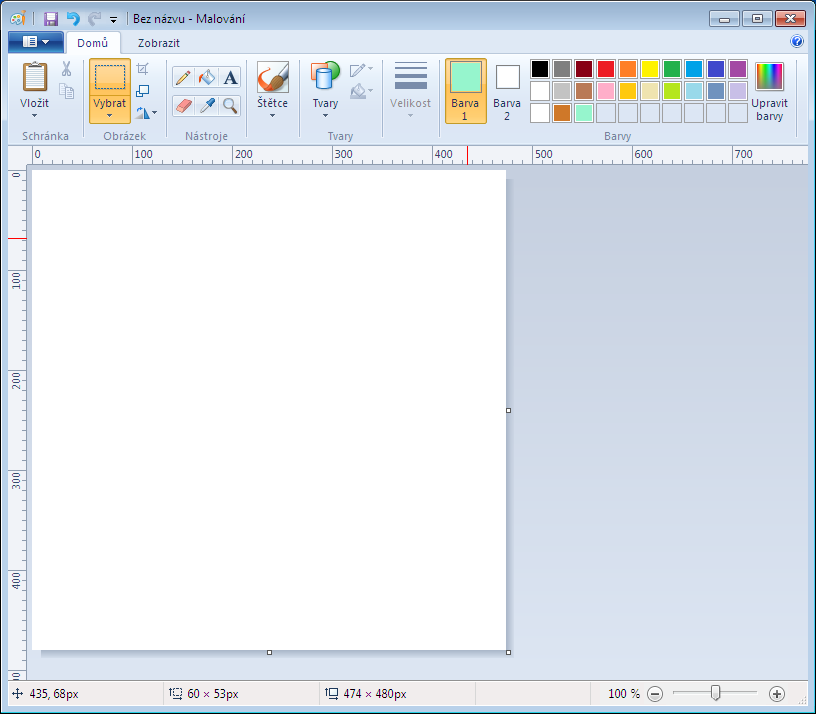 Bez názvu - Malování
Domů Zobrazit
Vložit Vybrat A Štětce Tvary Velikost Barva 1 Barva 2 Upravit barvy
Schránka Obrázek Nástroje Tvary Barvy
0 100 200 300 400 500 600 700
0
100
200
300
400
435, 68px 60 × 53px 474 × 480px 100 %